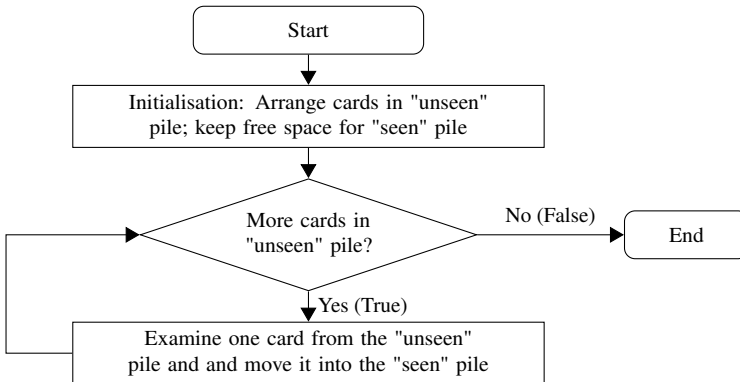 Start
Initialisation: Arrange cards in "unseen"
pile; keep free space for "seen" pile
More cards in
"unseen" pile?
No (False)
End
Yes (True)
Examine one card from the "unseen"
pile and and move it into the "seen" pile